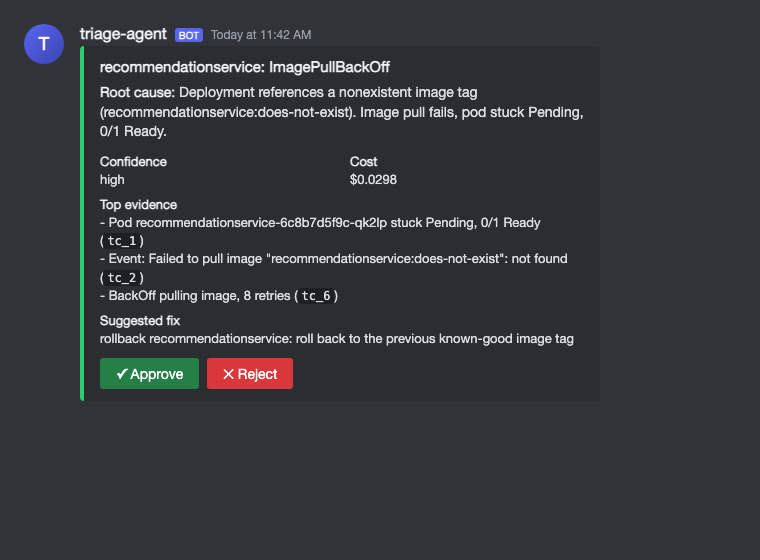 T
triage-agent BOT Today at 11:42 AM
recommendationservice: ImagePullBackOff
Root cause: Deployment references a nonexistent image tag
(recommendationservice:does-not-exist). Image pull fails, pod stuck Pending,
0/1 Ready.
Confidence Cost
high $0.0298
Top evidence
- Pod recommendationservice-6c8b7d5f9c-qk2lp stuck Pending, 0/1 Ready
(tc_1)
- Event: Failed to pull image "recommendationservice:does-not-exist": not found
(tc_2)
- BackOff pulling image, 8 retries (tc_6)
Suggested fix
rollback recommendationservice: roll back to the previous known-good image tag
✓ Approve ✕ Reject